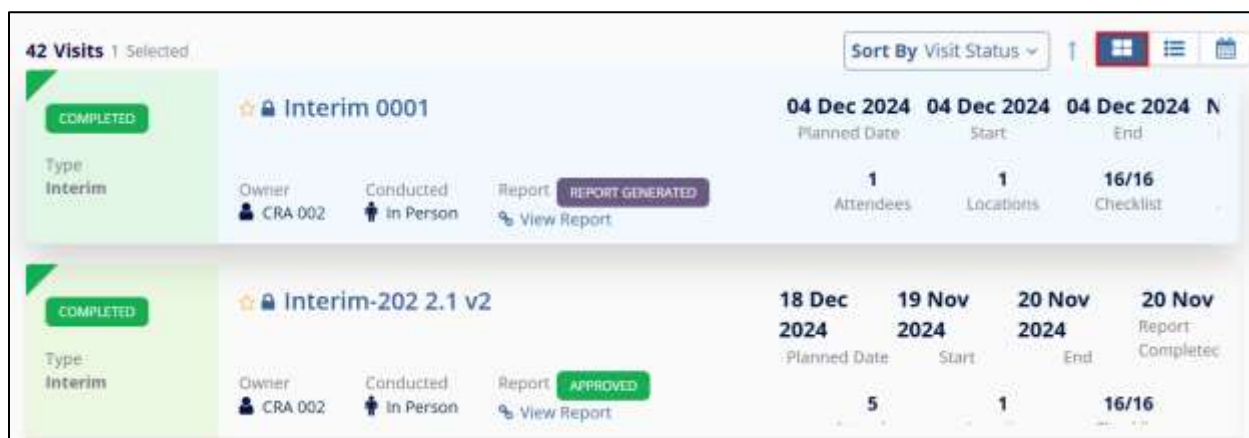 42 Visits 1 Selected
Sort By Visit Status
COMPLETED
Type
Interim
Interim 0001
Owner
CRA 002
Conducted
In Person
Report REPORT GENERATED
View Report
04 Dec 2024 04 Dec 2024 04 Dec 2024 N
Planned Date Start End
1 1 16/16
Attendees Locations Checklist
COMPLETED
Type
Interim
Interim-202 2.1 v2
Owner
CRA 002
Conducted
In Person
Report APPROVED
View Report
18 Dec 2024
Planned Date
19 Nov 2024
Start
20 Nov 2024
End
20 Nov
Report
Completed
5 1 16/16